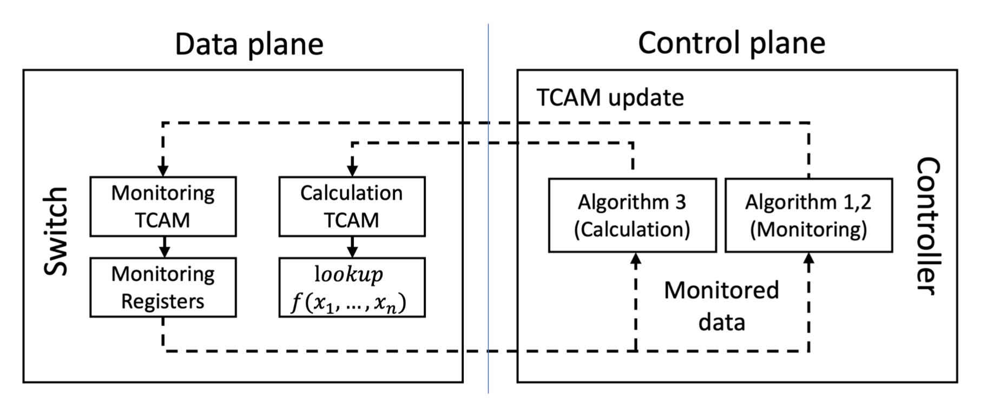 Data plane
Control plane
Switch
Monitoring
TCAM
Monitoring
Registers
Calculation
TCAM
lookup
f(x₁, ..., xₙ)
TCAM update
Algorithm 3
(Calculation)
Algorithm 1,2
(Monitoring)
Monitored
data
Controller